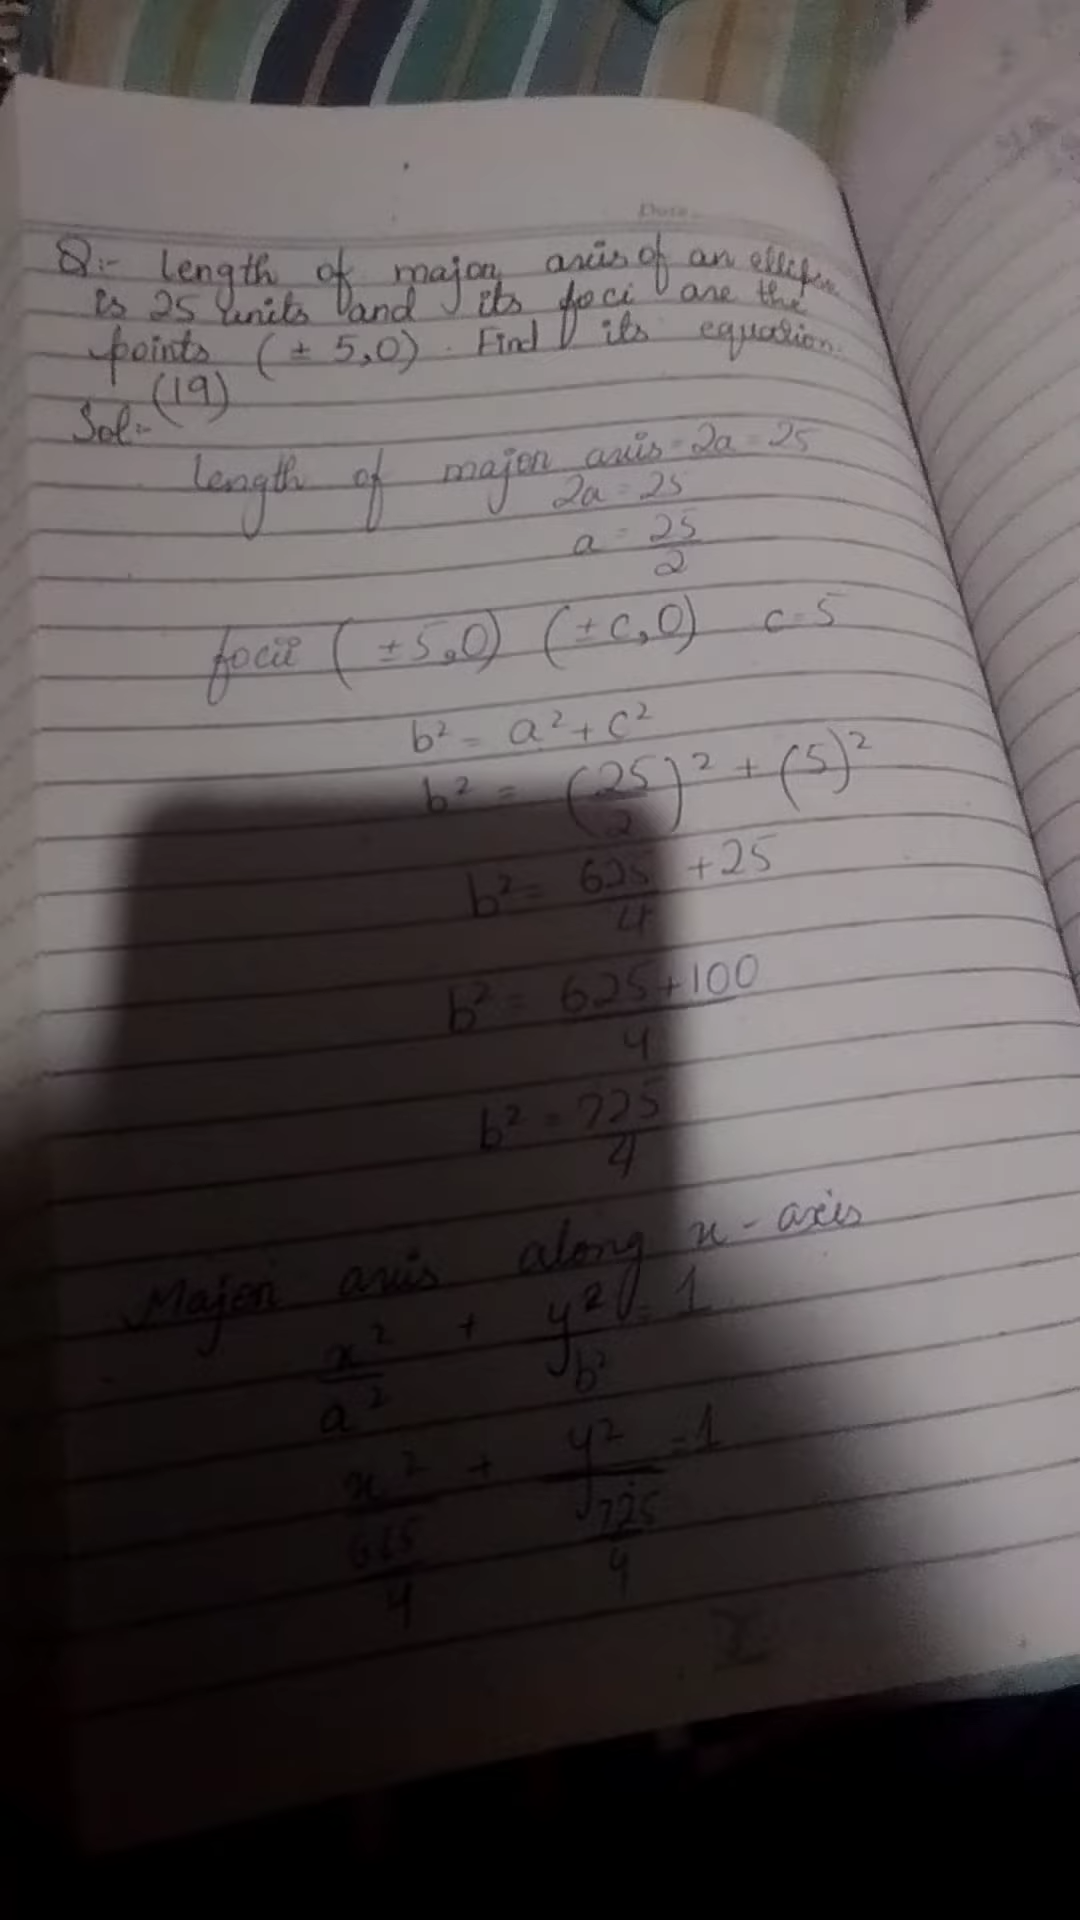 Date
Q:- Length of major axis of an ellipse
is 25 units and its foci are the
points (± 5,0). Find its equation.
(19)
Sol:-
Length of major axis = 2a = 25
2a = 25
a = 25/2
focii (±5,0) (±c,0) c=5
b² = a² + c²
b² = (25/2)² + (5)²
b² = 625/4 + 25
b² = 625+100/4
b² = 725/4
Major axis along x-axis
x²/a² + y²/b² = 1
x²/625/4 + y²/725/4 = 1